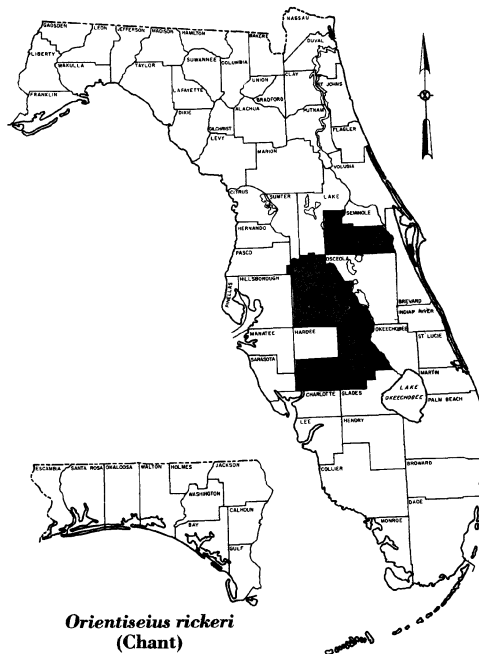 NASSAU
GADSDEN
LEON
JEFFERSON
MADISON
HAMILTON
BAKER
DUVAL
LIBERTY
WAKULLA
TAYLOR
SUWANNEE
COLUMBIA
UNION
CLAY
ST JOHNS
FRANKLIN
LAFAYETTE
BRADFORD
DIXIE
GILCHRIST
ALACHUA
PUTNAM
FLAGLER
LEVY
MARION
VOLUSIA
CITRUS
SUMTER
LAKE
SEMINOLE
HERNANDO
PASCO
OSCEOLA
PINELLAS
HILLSBOROUGH
BREVARD
INDIAN RIVER
MANATEE
HARDEE
OKEECHOBEE
ST LUCIE
SARASOTA
MARTIN
CHARLOTTE
GLADES
LAKE
OKEECHOBEE
PALM BEACH
LEE
HENDRY
COLLIER
BROWARD
DADE
MONROE
ESCAMBIA
SANTA ROSA
OKALOOSA
WALTON
HOLMES
JACKSON
WASHINGTON
BAY
CALHOUN
GULF
Orientiseius rickeri
(Chant)